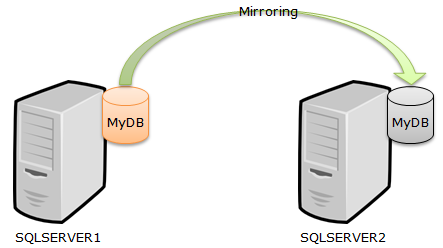 Mirroring
MyDB
MyDB
SQLSERVER1
SQLSERVER2